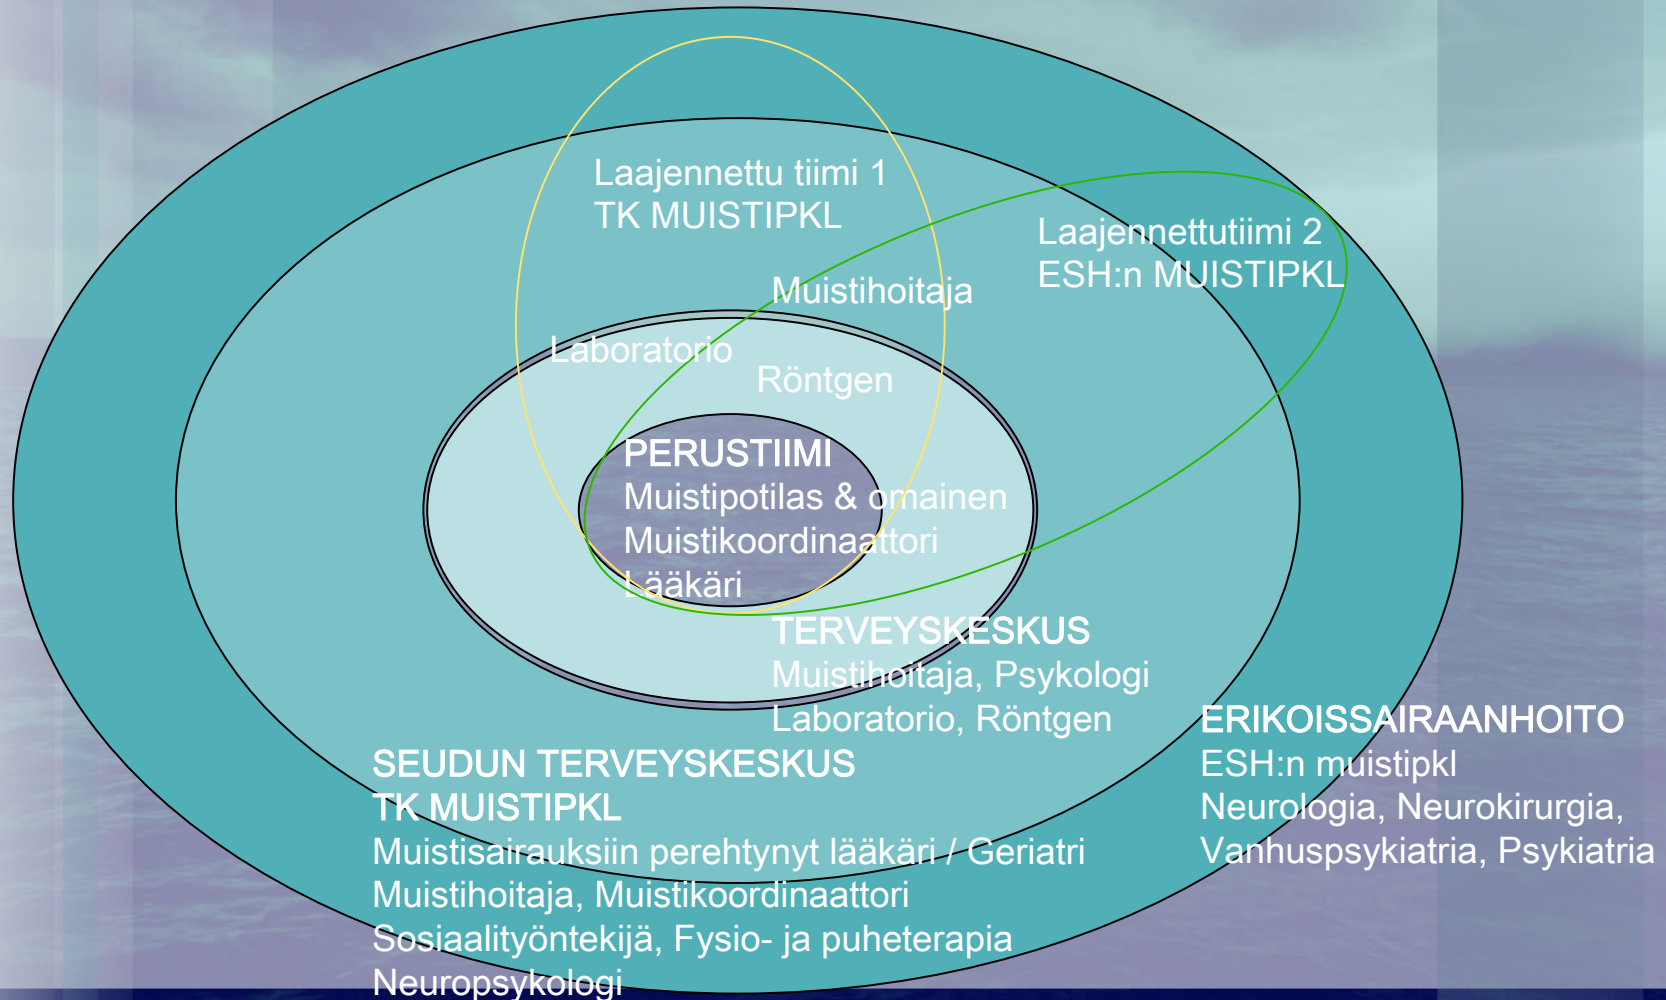 Laajennettu tiimi 1
TK MUISTIPKL
Laajennettutiimi 2
ESH:n MUISTIPKL
Muistihoitaja
Laboratorio
Röntgen
PERUSTIIMI
Muistipotilas & omainen
Muistikoordinaattori
Lääkäri
TERVEYSKESKUS
Muistihoitaja, Psykologi
Laboratorio, Röntgen
ERIKOISSAIRAANHOITO
ESH:n muistipkl
Neurologia, Neurokirurgia,
Vanhuspsykiatria, Psykiatria
SEUDUN TERVEYSKESKUS
TK MUISTIPKL
Muistisairauksiin perehtynyt lääkäri / Geriatri
Muistihoitaja, Muistikoordinaattori
Sosiaalityöntekijä, Fysio- ja puheterapia
Neuropsykologi